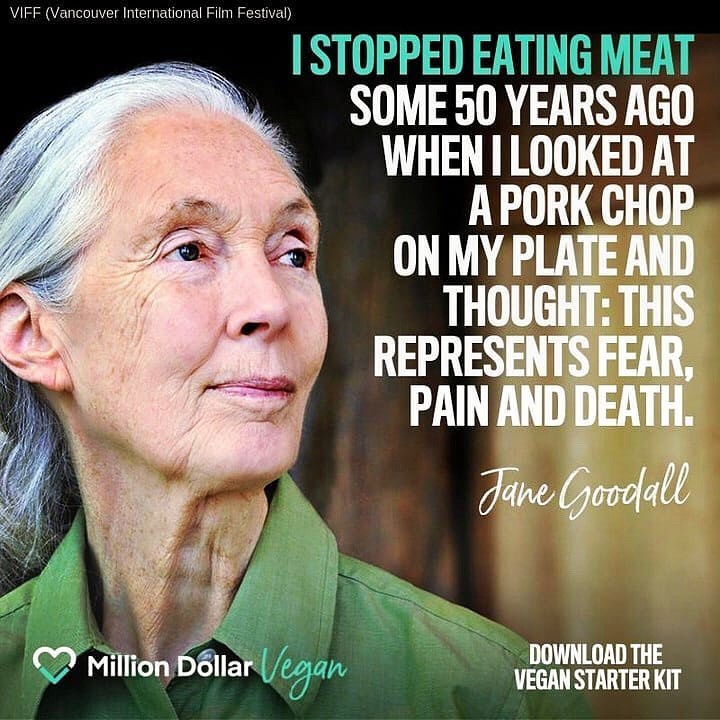 VIFF (Vancouver International Film Festival)
I STOPPED EATING MEAT
SOME 50 YEARS AGO
WHEN I LOOKED AT
A PORK CHOP
ON MY PLATE AND
THOUGHT: THIS
REPRESENTS FEAR,
PAIN AND DEATH.
Jane Goodall
Million Dollar Vegan
DOWNLOAD THE
VEGAN STARTER KIT